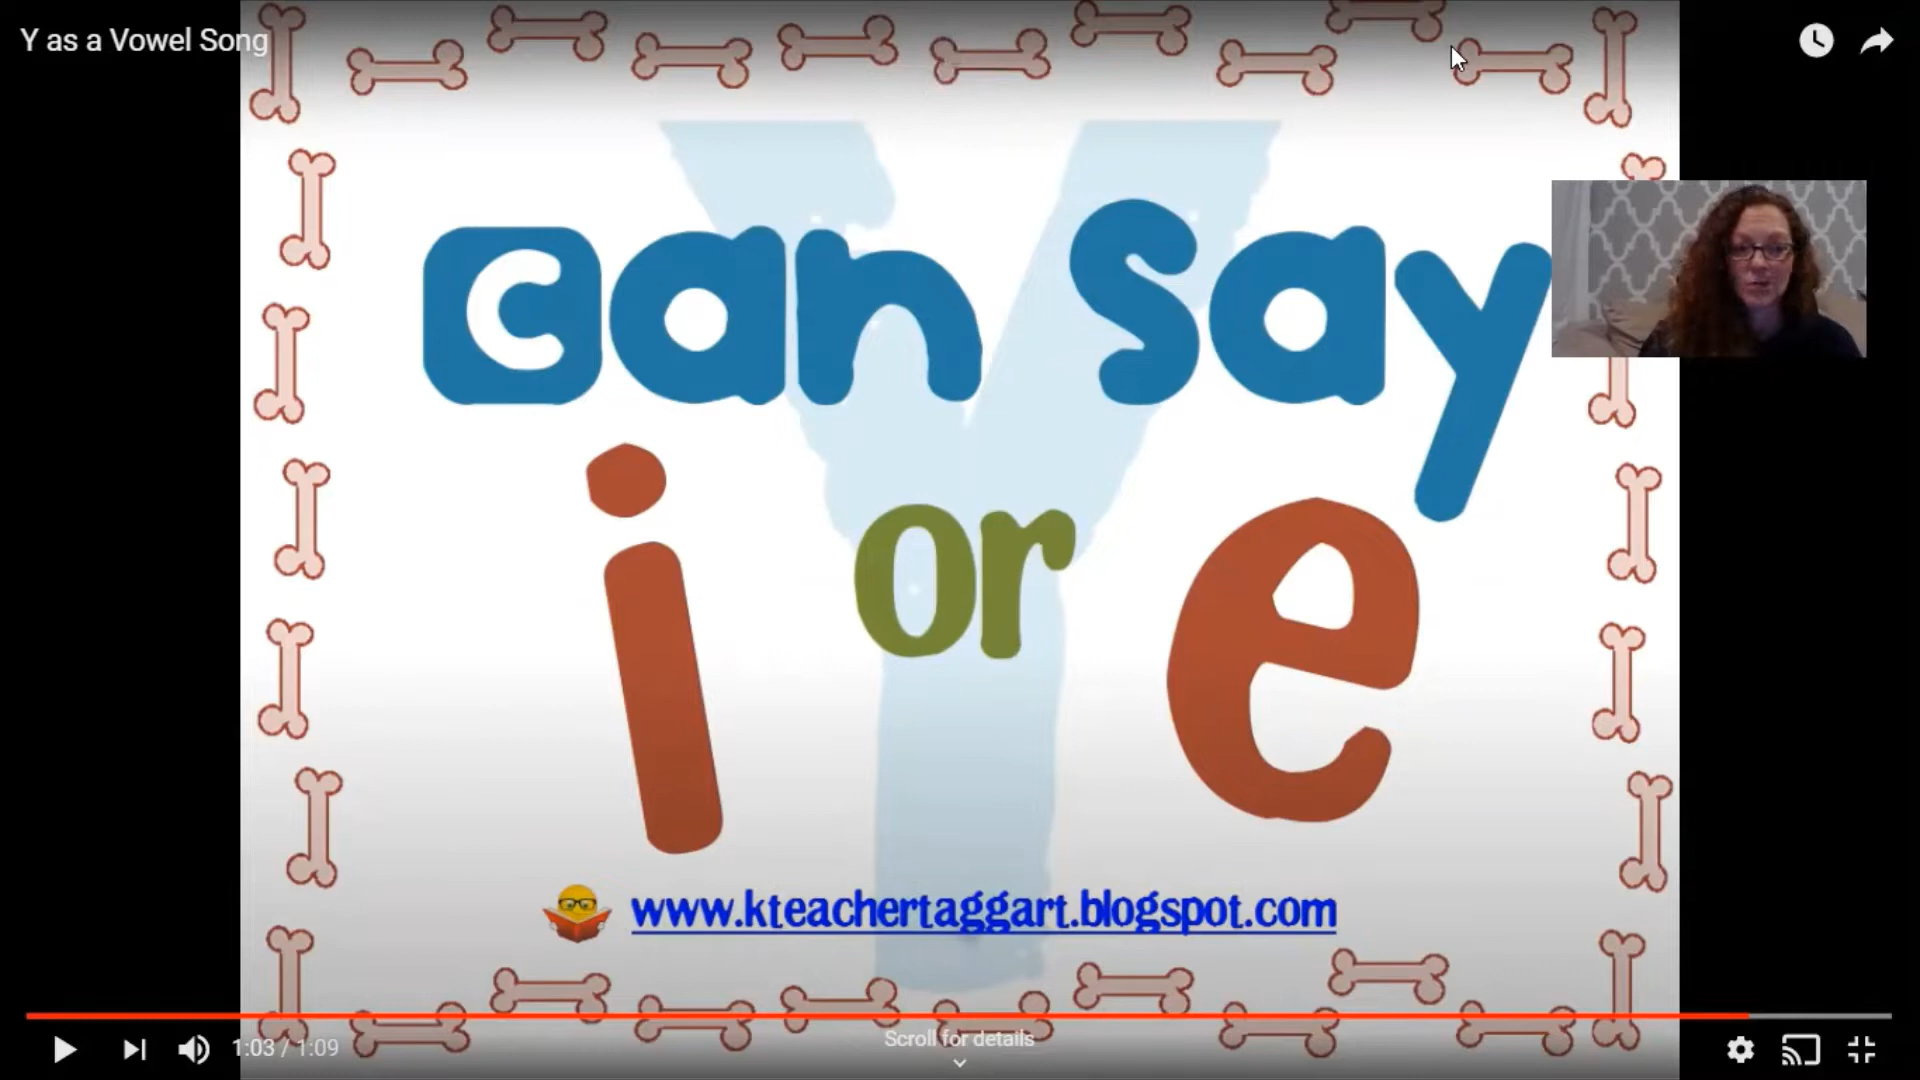 Y as a Vowel Song
Y
can say
i or e
www.kteachertaggart.blogspot.com
Scroll for details
1:03 / 1:09